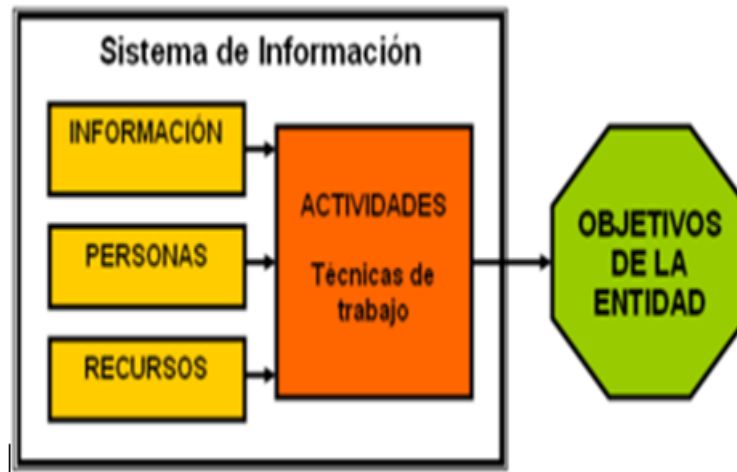 Sistema de Información
INFORMACIÓN
PERSONAS
RECURSOS
ACTIVIDADES
Técnicas de
trabajo
OBJETIVOS
DE LA
ENTIDAD